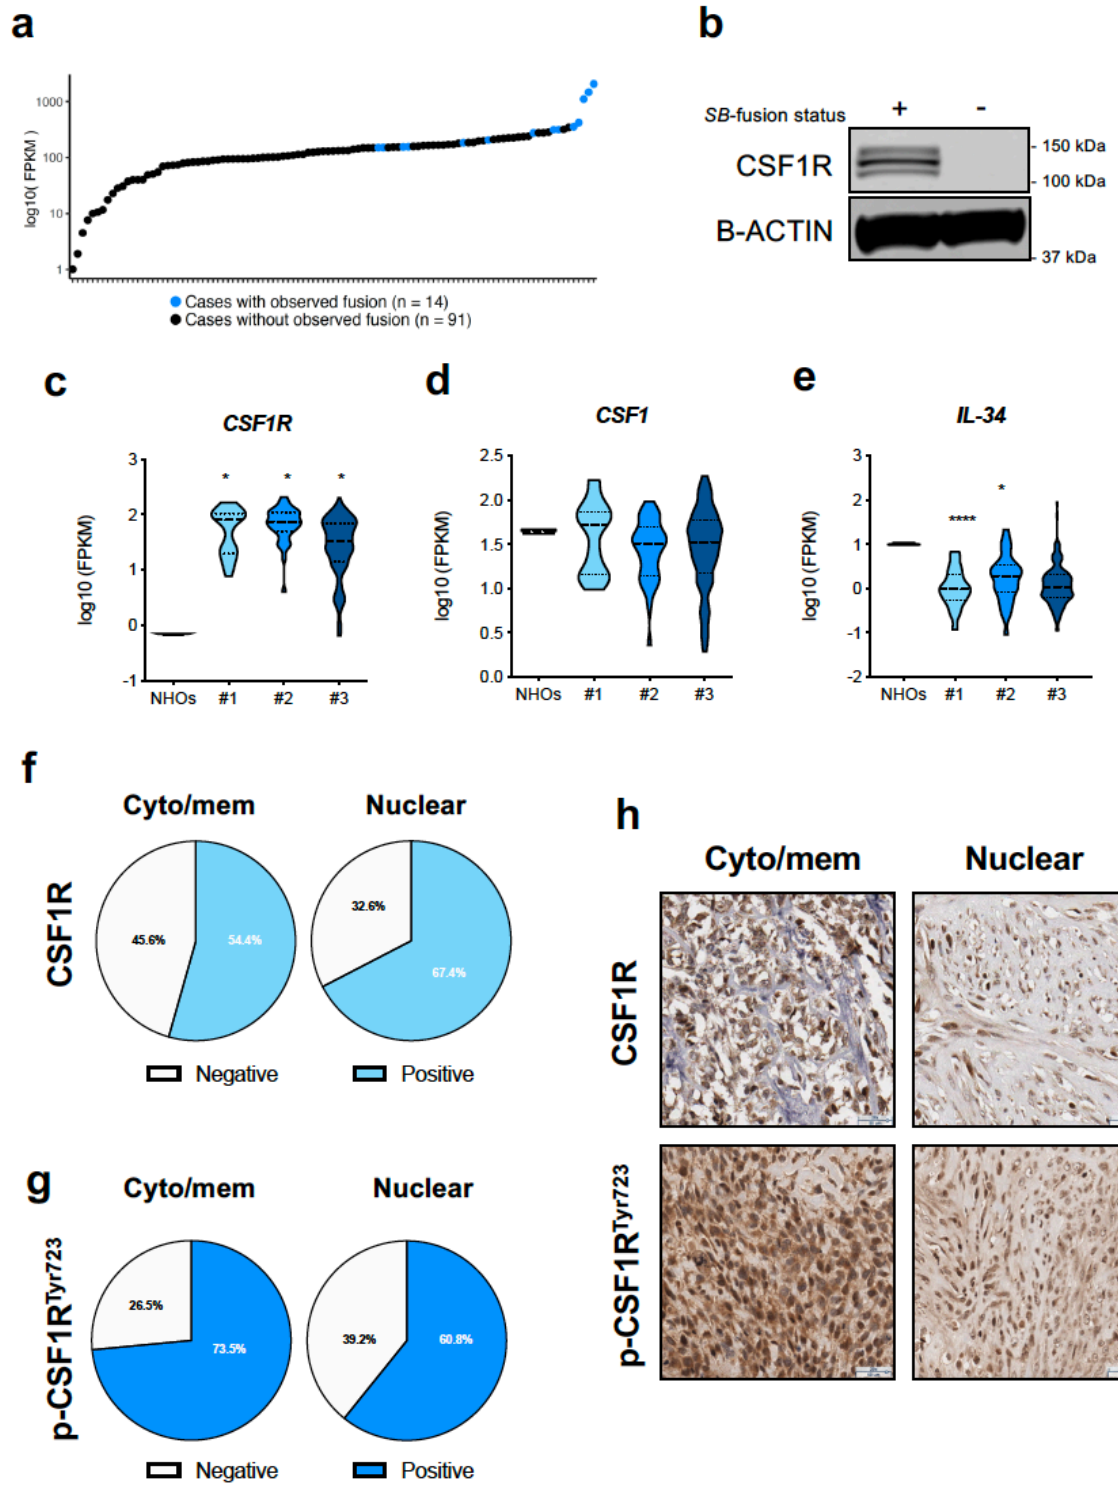 a
log10( FPKM )
1000
100
10
1
Cases with observed fusion (n = 14)
Cases without observed fusion (n = 91)
b
SB-fusion status + -
CSF1R
150 kDa
100 kDa
B-ACTIN
37 kDa
c
CSF1R
log10 (FPKM)
3
2
1
0
-1
* * *
NHOs #1 #2 #3
d
CSF1
log10 (FPKM)
2.5
2.0
1.5
1.0
0.5
0.0
NHOs #1 #2 #3
e
IL-34
log10 (FPKM)
3
2
1
0
-1
-2
**** *
NHOs #1 #2 #3
f
Cyto/mem Nuclear
CSF1R
45.6% 54.4%
32.6% 67.4%
Negative Positive
g
Cyto/mem Nuclear
p-CSF1RTyr723
26.5% 73.5%
39.2% 60.8%
Negative Positive
h
Cyto/mem Nuclear
CSF1R
p-CSF1RTyr723